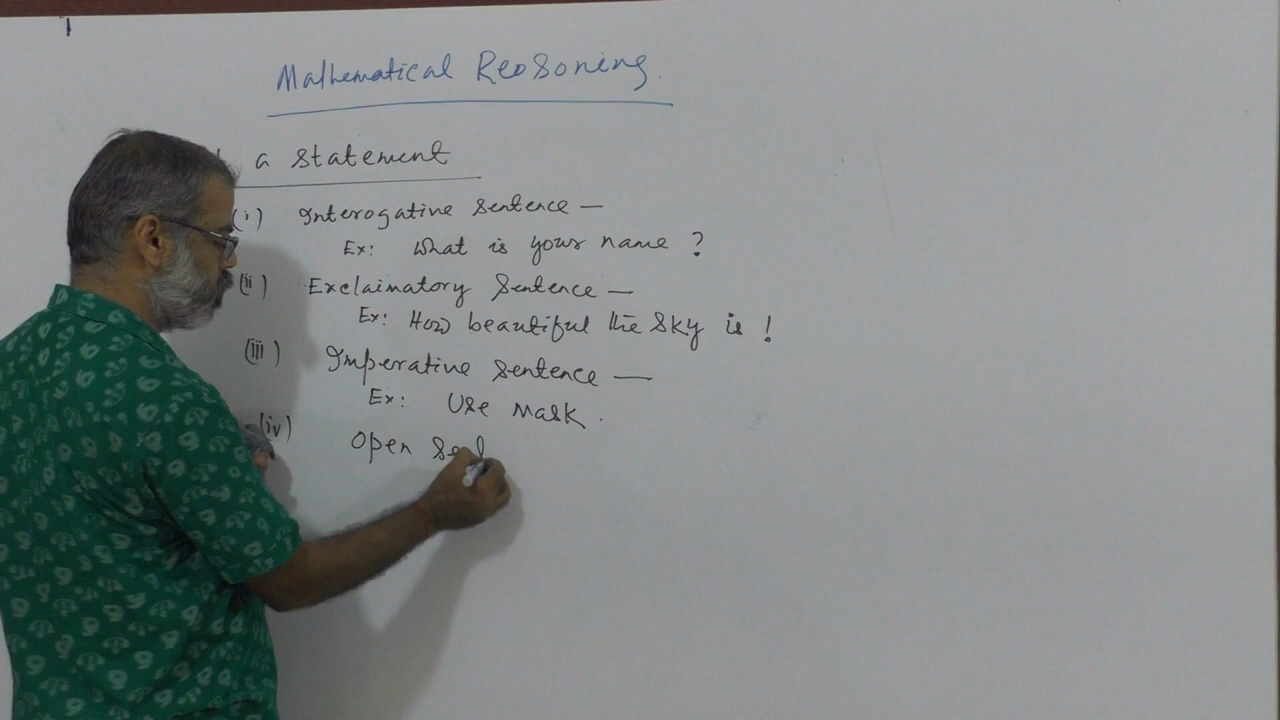 Mathematical Reosoning.
a statement
(i) Interogative sentence —
Ex: What is your name ?
(ii) Exclaimatory sentence —
Ex: How beautiful the sky is !
(iii) Imperative sentence —
Ex: Use Mask.
(iv) Open